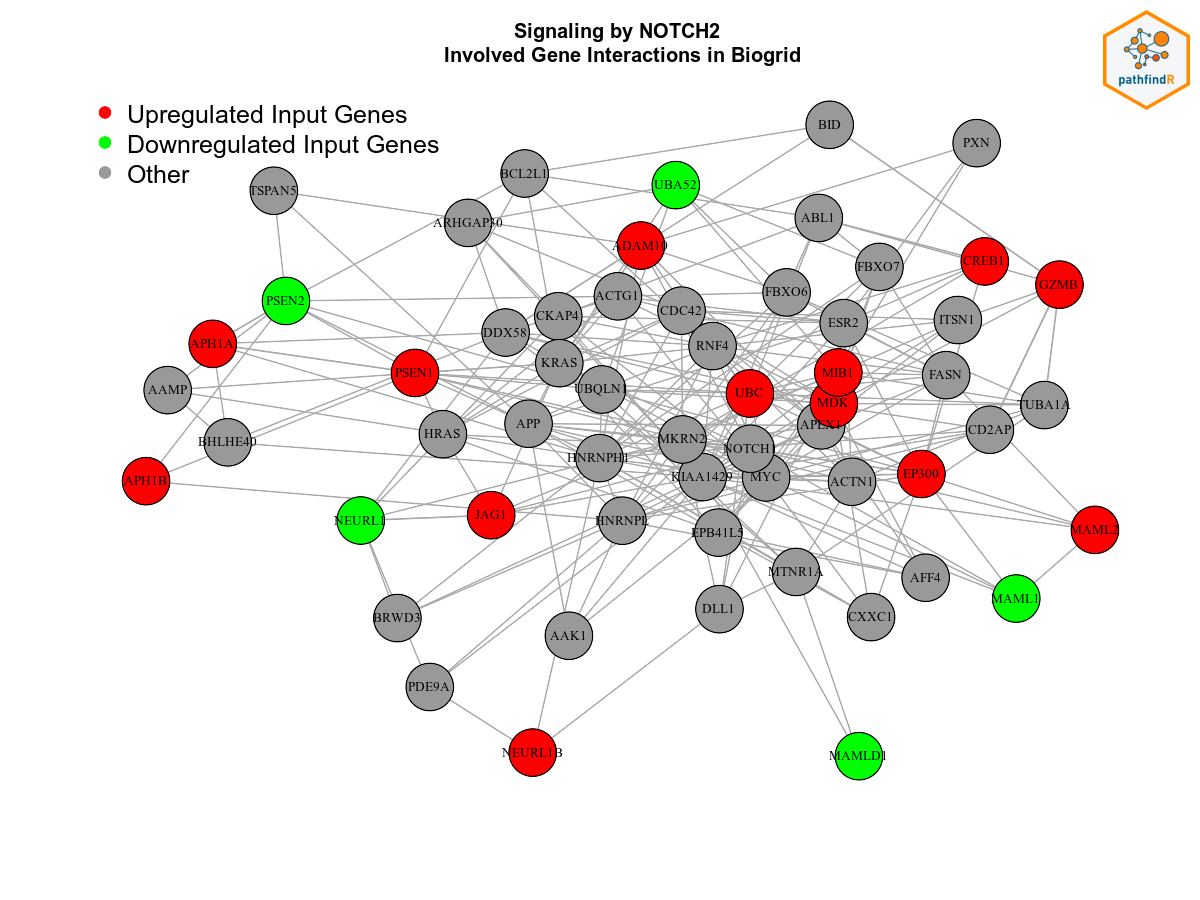 Signaling by NOTCH2
Involved Gene Interactions in Biogrid
pathfindR
Upregulated Input Genes
Downregulated Input Genes
Other
BID
PXN
BCL2L1
UBA52
TSPAN5
ARHGAP30
ABL1
ADAM10
CREB1
FBXO7
GZMB
PSEN2
ACTG1
FBXO6
CDC42
CKAP4
ITSN1
ESR2
DDX58
APH1A
RNF4
KRAS
PSEN1
MIB1
FASN
AAMP
UBQLN1
UBC
MDK
TUBA1A
APP
APEX1
CD2AP
HRAS
BHLHE40
MKRN2
NOTCH1
HNRNPH1
EP300
KIAA1429
MYC
APH1B
ACTN1
JAG1
NEURL1
HNRNPL
MAML2
EPB41L5
MTNR1A
AFF4
MAML1
DLL1
CXXC1
BRWD3
AAK1
PDE9A
NEURL1B
MAMLD1